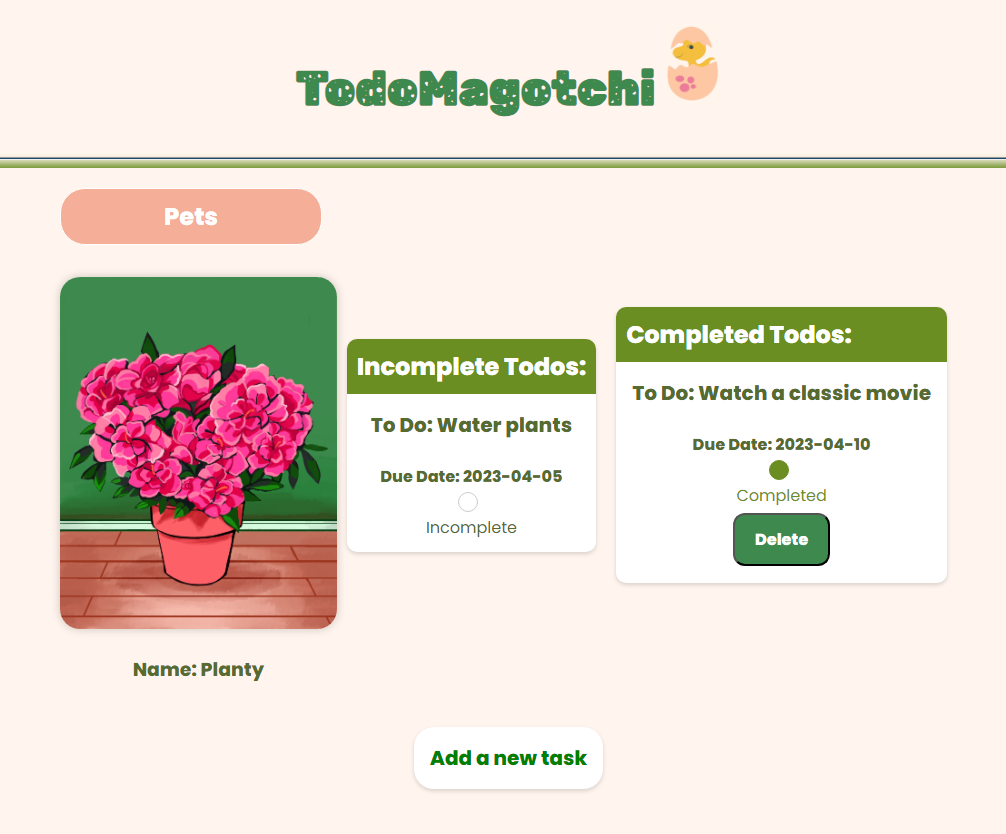 TodoMagotchi
Pets
Incomplete Todos:
To Do: Water plants
Due Date: 2023-04-05
Incomplete
Completed Todos:
To Do: Watch a classic movie
Due Date: 2023-04-10
Completed
Delete
Name: Planty
Add a new task